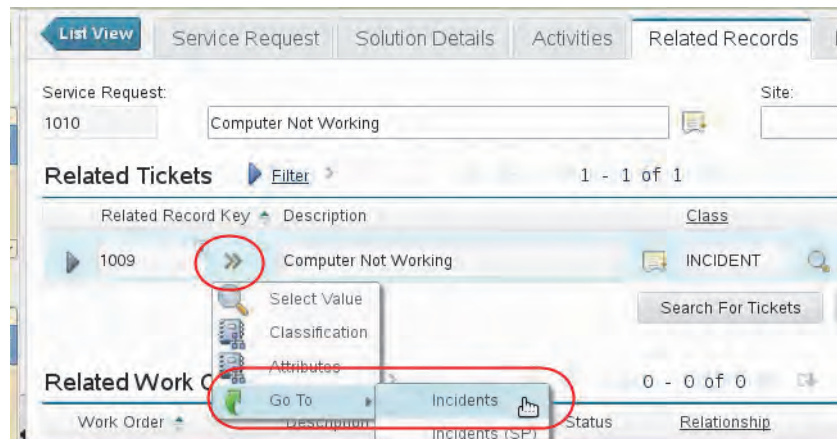 List View Service Request Solution Details Activities Related Records
Service Request: Site:
1010 Computer Not Working
Related Tickets Filter 1 - 1 of 1
Related Record Key Description Class
1009 Computer Not Working INCIDENT
Select Value Search For Tickets
Classification
Attributes
Related Work 0 - 0 of 0
Go To Incidents
Work Order Description Status Relationship
Incidents (SP)